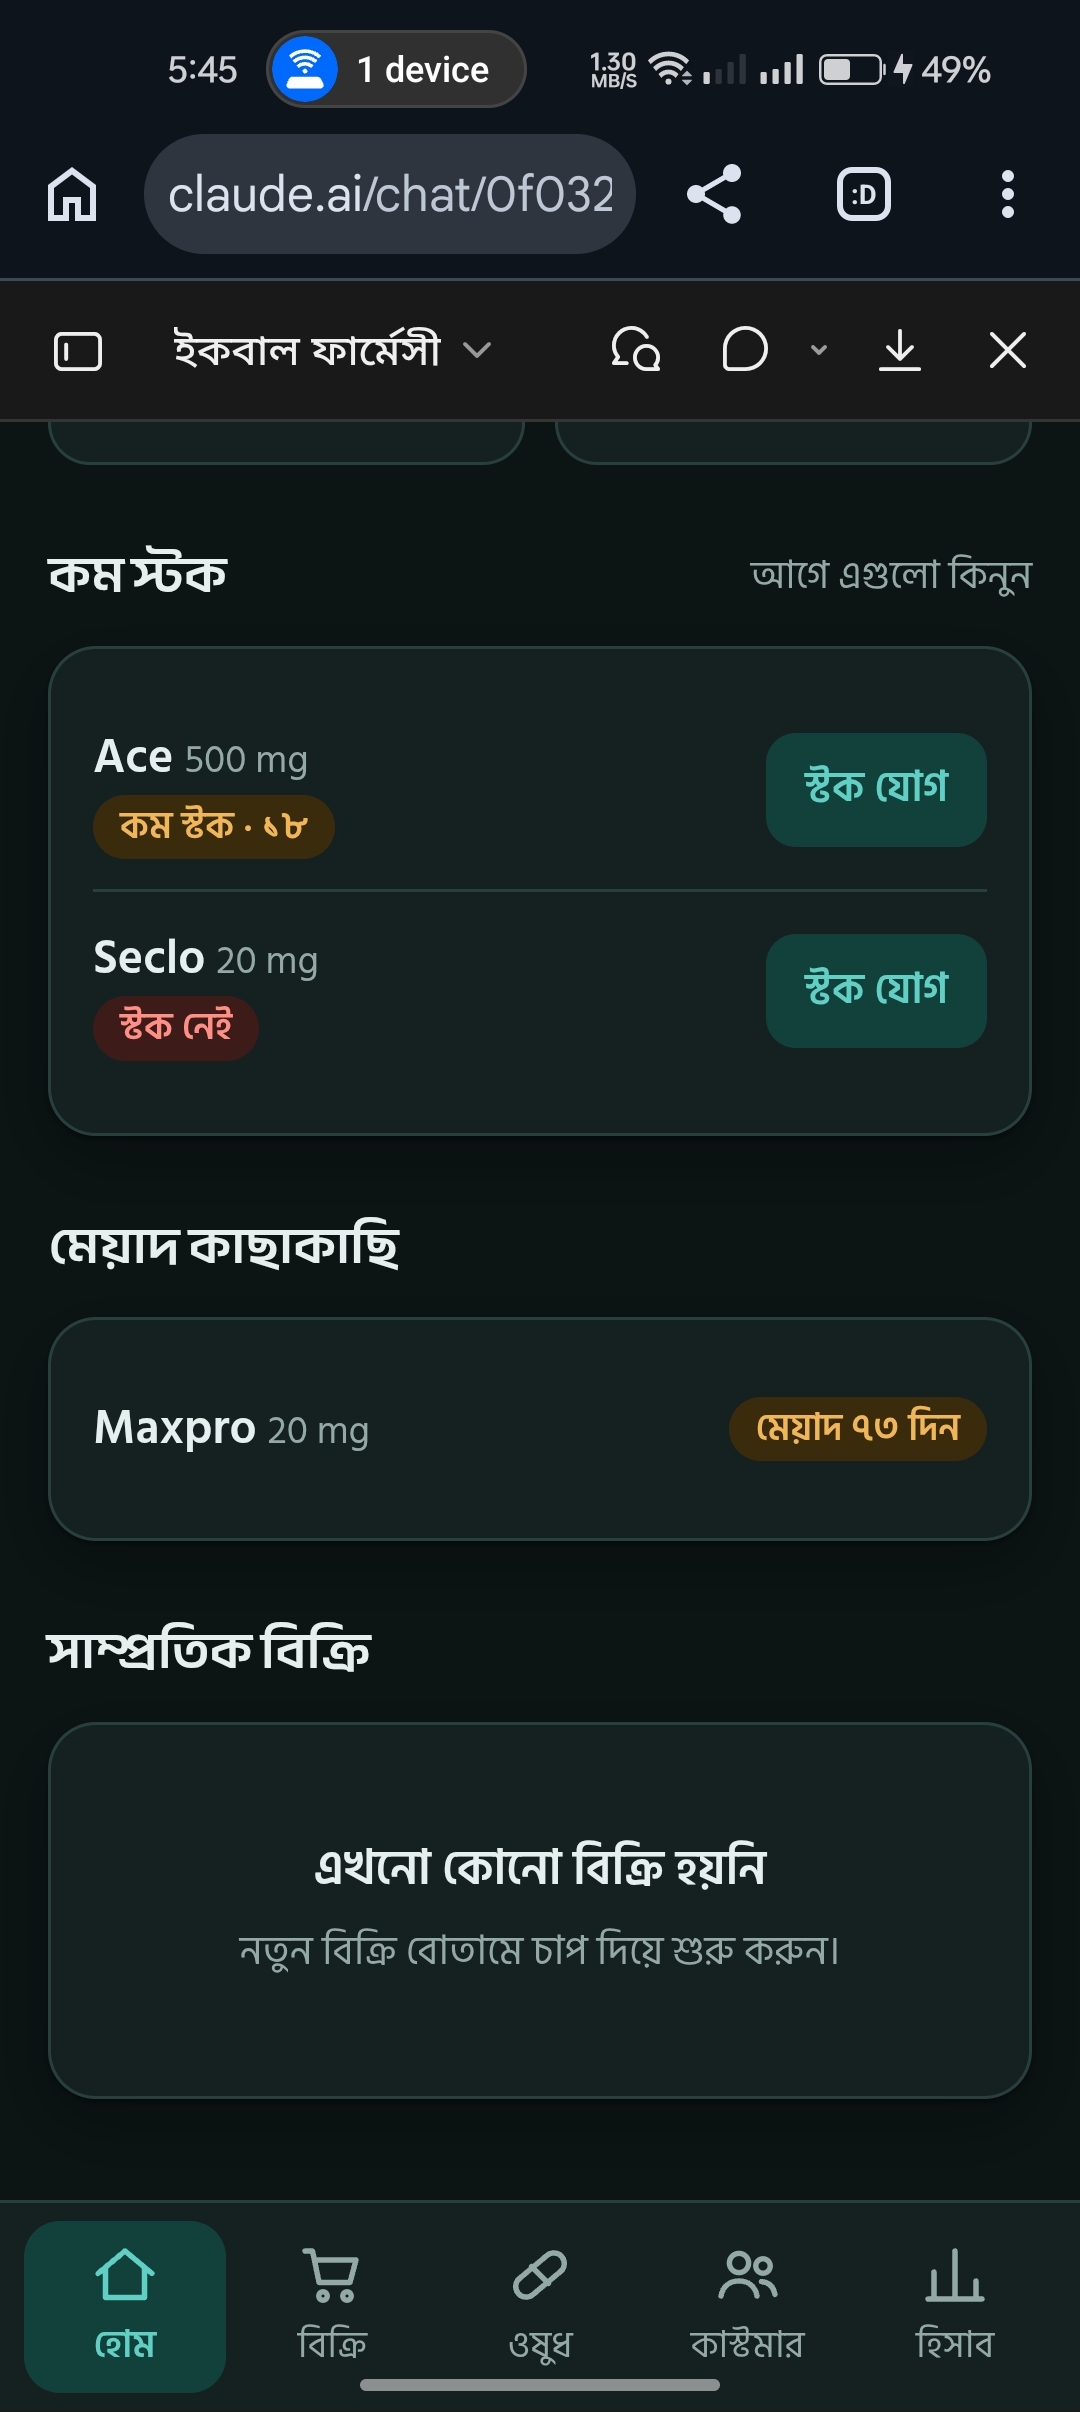 5:45
1 device
1.30 MB/S
49%
claude.ai/chat/0f032
:D
ইকবাল ফার্মেসী
কম স্টক
আগে এগুলো কিনুন
Ace 500 mg
কম স্টক · ১৮
স্টক যোগ
Seclo 20 mg
স্টক নেই
স্টক যোগ
মেয়াদ কাছাকাছি
Maxpro 20 mg
মেয়াদ ৭৩ দিন
সাম্প্রতিক বিক্রি
এখনো কোনো বিক্রি হয়নি
নতুন বিক্রি বোতামে চাপ দিয়ে শুরু করুন।
হোম
বিক্রি
ওষুধ
কাস্টমার
হিসাব